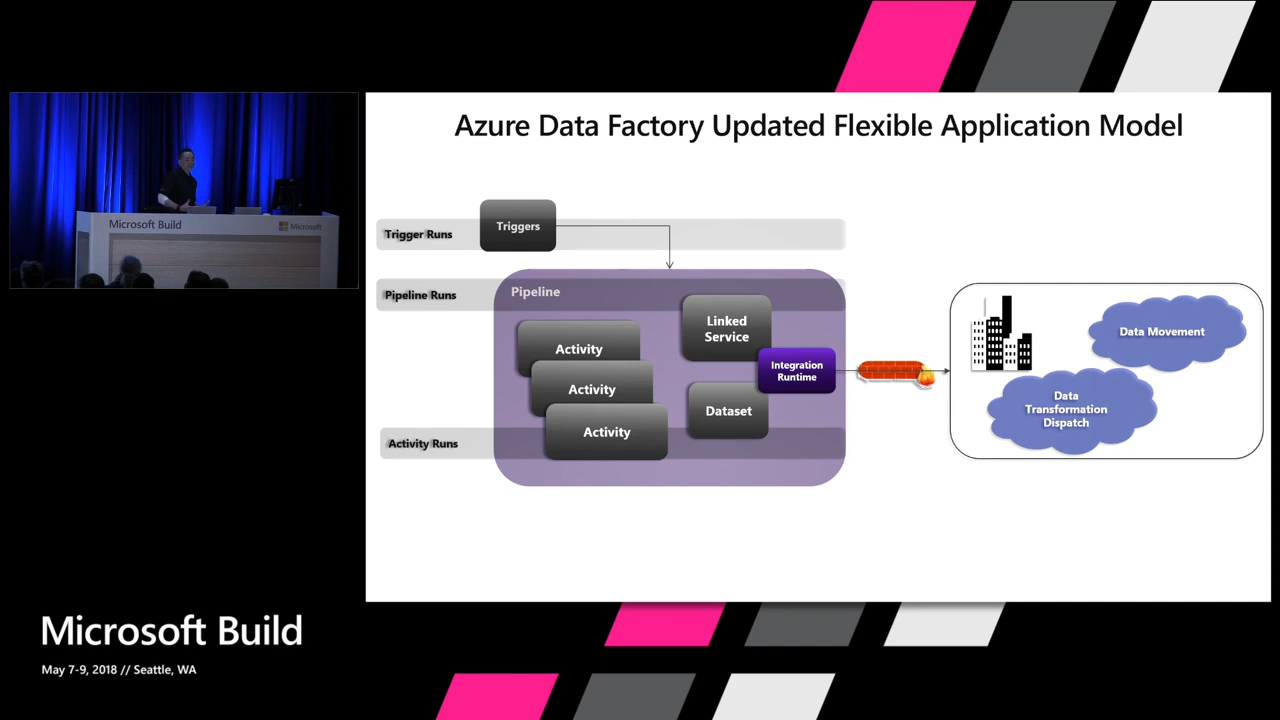 Azure Data Factory Updated Flexible Application Model
Microsoft Build
Microsoft
Trigger Runs
Triggers
Pipeline Runs
Pipeline
Linked
Service
Activity
Activity
Activity
Integration
Runtime
Dataset
Activity Runs
Data Movement
Data
Transformation
Dispatch
Microsoft Build
May 7-9, 2018 // Seattle, WA